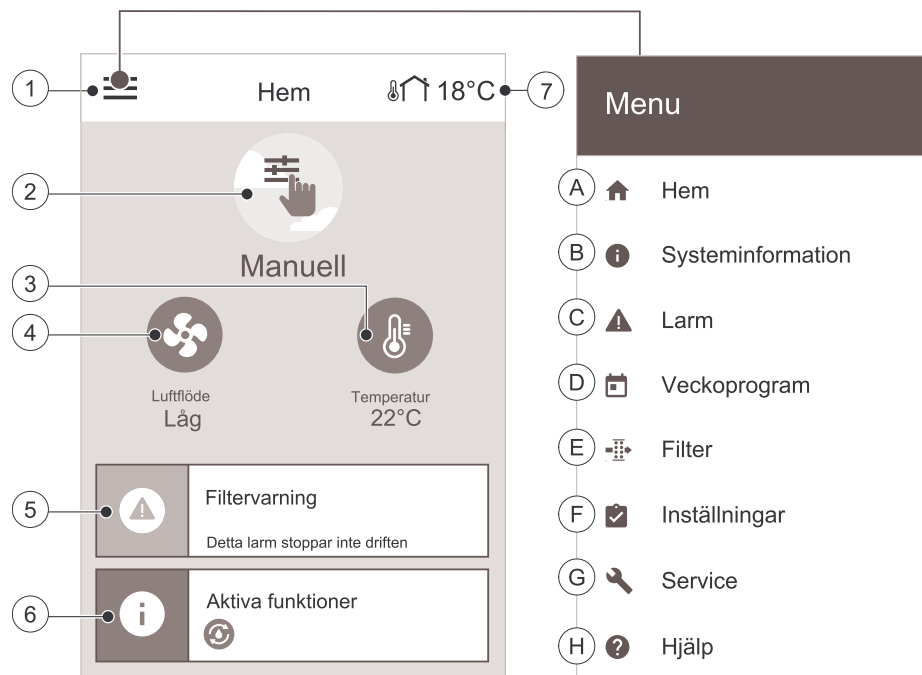 1
Hem
18°C
7
2
Manuell
3
4
Luftflöde
Låg
Temperatur
22°C
5
Filtervarning
Detta larm stoppar inte driften
6
Aktiva funktioner
Menu
A Hem
B Systeminformation
C Larm
D Veckoprogram
E Filter
F Inställningar
G Service
H Hjälp